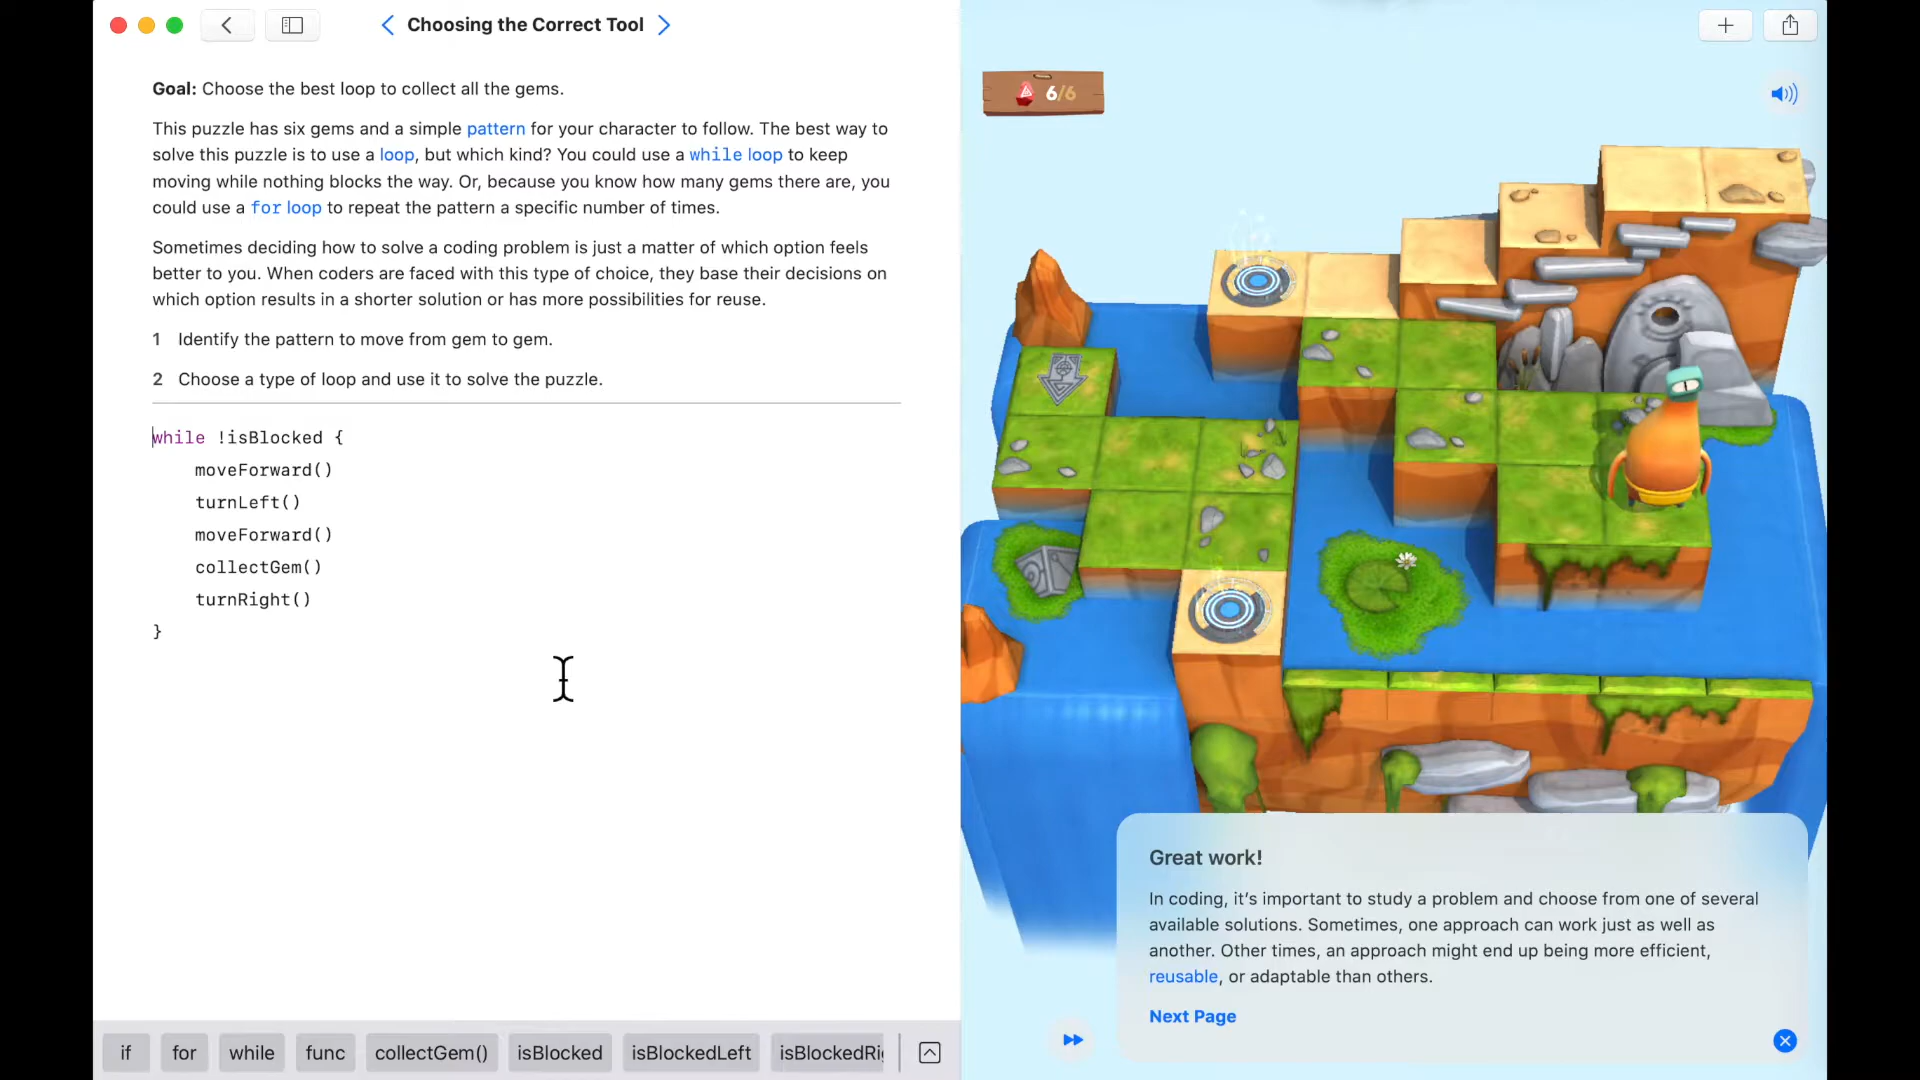 Choosing the Correct Tool
Goal: Choose the best loop to collect all the gems.
This puzzle has six gems and a simple pattern for your character to follow. The best way to
solve this puzzle is to use a loop, but which kind? You could use a while loop to keep
moving while nothing blocks the way. Or, because you know how many gems there are, you
could use a for loop to repeat the pattern a specific number of times.
Sometimes deciding how to solve a coding problem is just a matter of which option feels
better to you. When coders are faced with this type of choice, they base their decisions on
which option results in a shorter solution or has more possibilities for reuse.
1 Identify the pattern to move from gem to gem.
2 Choose a type of loop and use it to solve the puzzle.
while !isBlocked {
moveForward()
turnLeft()
moveForward()
collectGem()
turnRight()
}
if for while func collectGem() isBlocked isBlockedLeft isBlockedRi
6/6
Great work!
In coding, it's important to study a problem and choose from one of several
available solutions. Sometimes, one approach can work just as well as
another. Other times, an approach might end up being more efficient,
reusable, or adaptable than others.
Next Page